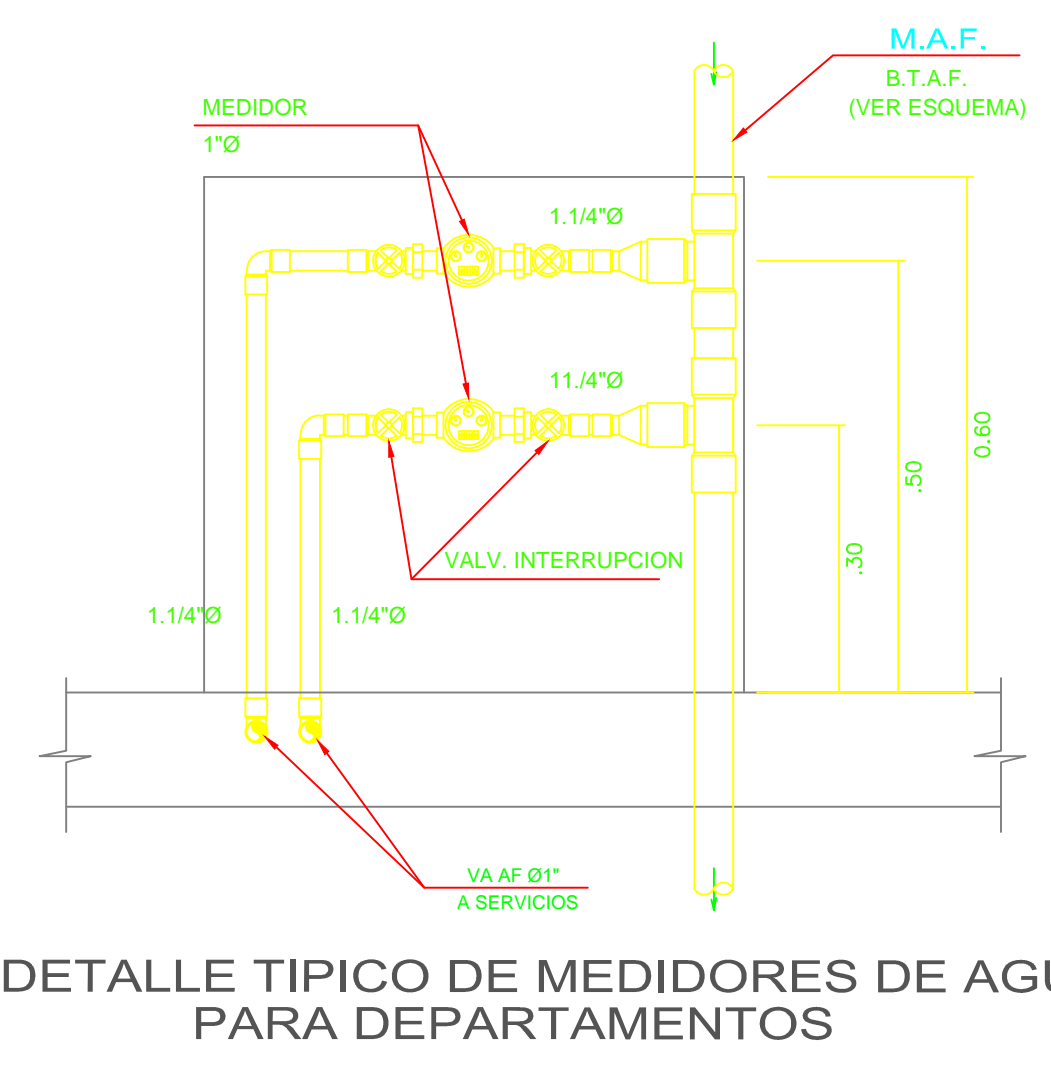 M.A.F.
B.T.A.F.
(VER ESQUEMA)
MEDIDOR
1"Ø
1.1/4"Ø
11./4"Ø
0.60
.50
.30
VALV. INTERRUPCION
1.1/4"Ø
1.1/4"Ø
VA AF Ø1"
A SERVICIOS
DETALLE TIPICO DE MEDIDORES DE AGU
PARA DEPARTAMENTOS